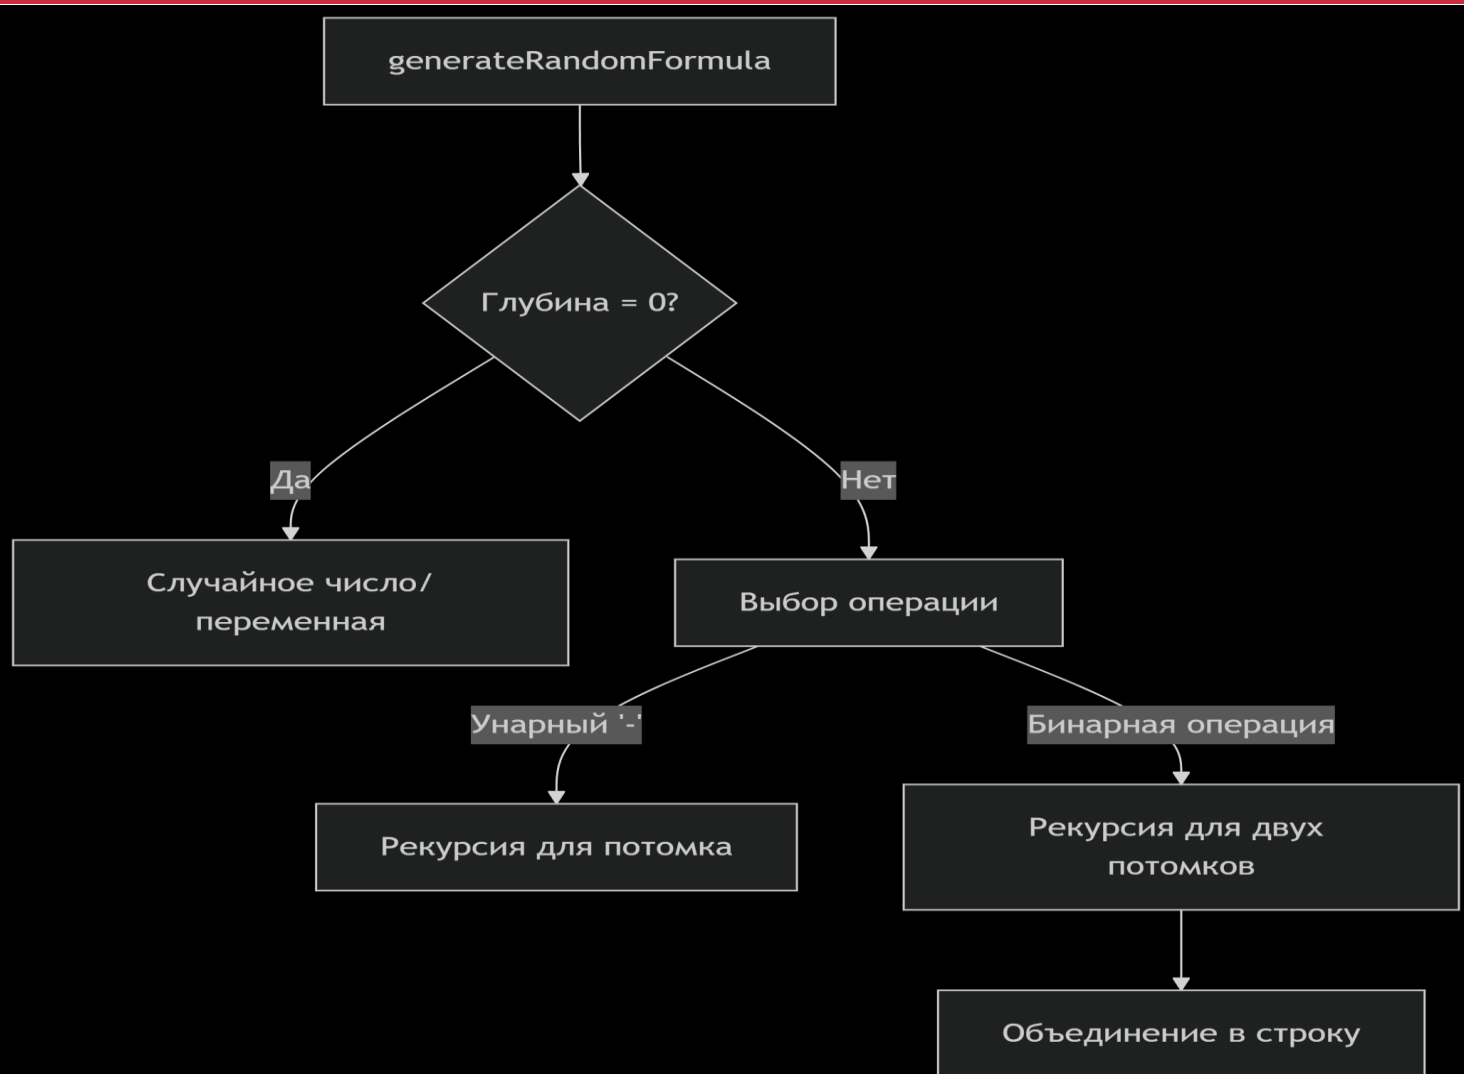 generateRandomFormula
Глубина = 0?
Да
Нет
Случайное число/
переменная
Выбор операции
Унарный '-'
Бинарная операция
Рекурсия для потомка
Рекурсия для двух
потомков
Объединение в строку